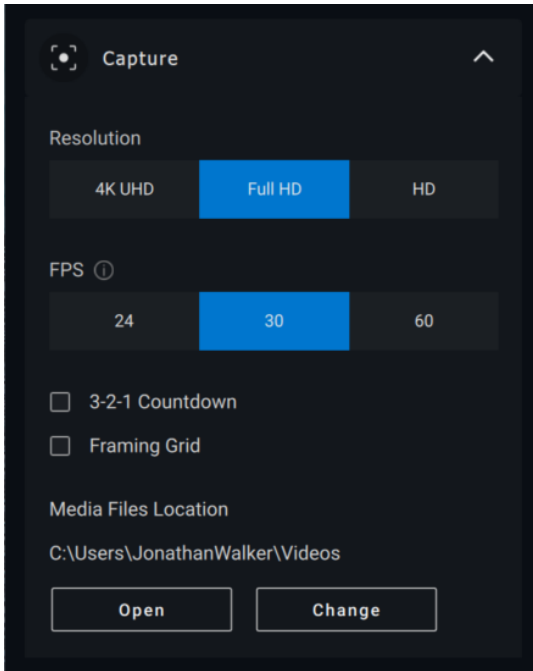 Capture
Resolution
4K UHD Full HD HD
FPS
24 30 60
3-2-1 Countdown
Framing Grid
Media Files Location
C:\Users\JonathanWalker\Videos
Open Change